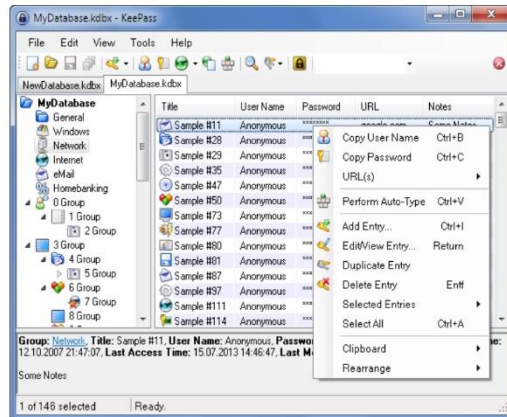 MyDatabase.kdbx - KeePass
File Edit View Tools Help
NewDatabase.kdbx MyDatabase.kdbx
MyDatabase
General
Windows
Network
Internet
eMail
Homebanking
0 Group
1 Group
2 Group
3 Group
4 Group
5 Group
6 Group
7 Group
8 Group
Title User Name Password URL Notes
Sample #11 Anonymous ******** google.com Some Notes
Sample #28 Anonymous
Sample #29 Anonymous
Sample #35 Anonymous
Sample #47 Anonymous
Sample #50 Anonymous
Sample #73 Anonymous
Sample #77 Anonymous
Sample #80 Anonymous
Sample #81 Anonymous
Sample #87 Anonymous
Sample #97 Anonymous
Sample #111 Anonymous
Sample #114 Anonymous
Copy User Name Ctrl+B
Copy Password Ctrl+C
URL(s)
Perform Auto-Type Ctrl+V
Add Entry... Ctrl+I
Edit/View Entry... Return
Duplicate Entry
Delete Entry Entf
Selected Entries
Select All Ctrl+A
Clipboard
Rearrange
Group: Network, Title: Sample #11, User Name: Anonymous, Passwo
12.10.2007 21:47:07, Last Access Time: 15.07.2013 14:46:47, Last M
Some Notes
1 of 146 selected Ready.